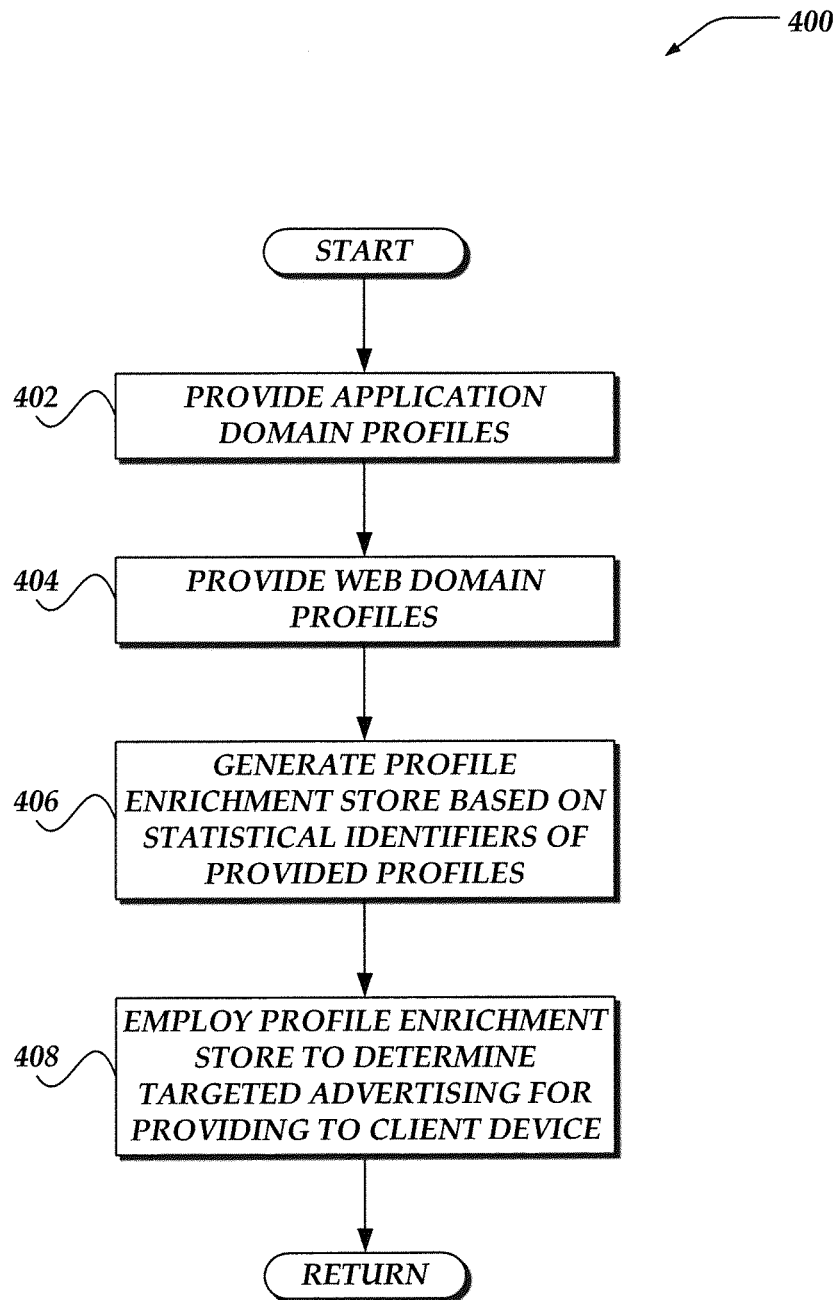 400
START
402
PROVIDE APPLICATION
DOMAIN PROFILES
404
PROVIDE WEB DOMAIN
PROFILES
406
GENERATE PROFILE
ENRICHMENT STORE BASED ON
STATISTICAL IDENTIFIERS OF
PROVIDED PROFILES
408
EMPLOY PROFILE ENRICHMENT
STORE TO DETERMINE
TARGETED ADVERTISING FOR
PROVIDING TO CLIENT DEVICE
RETURN